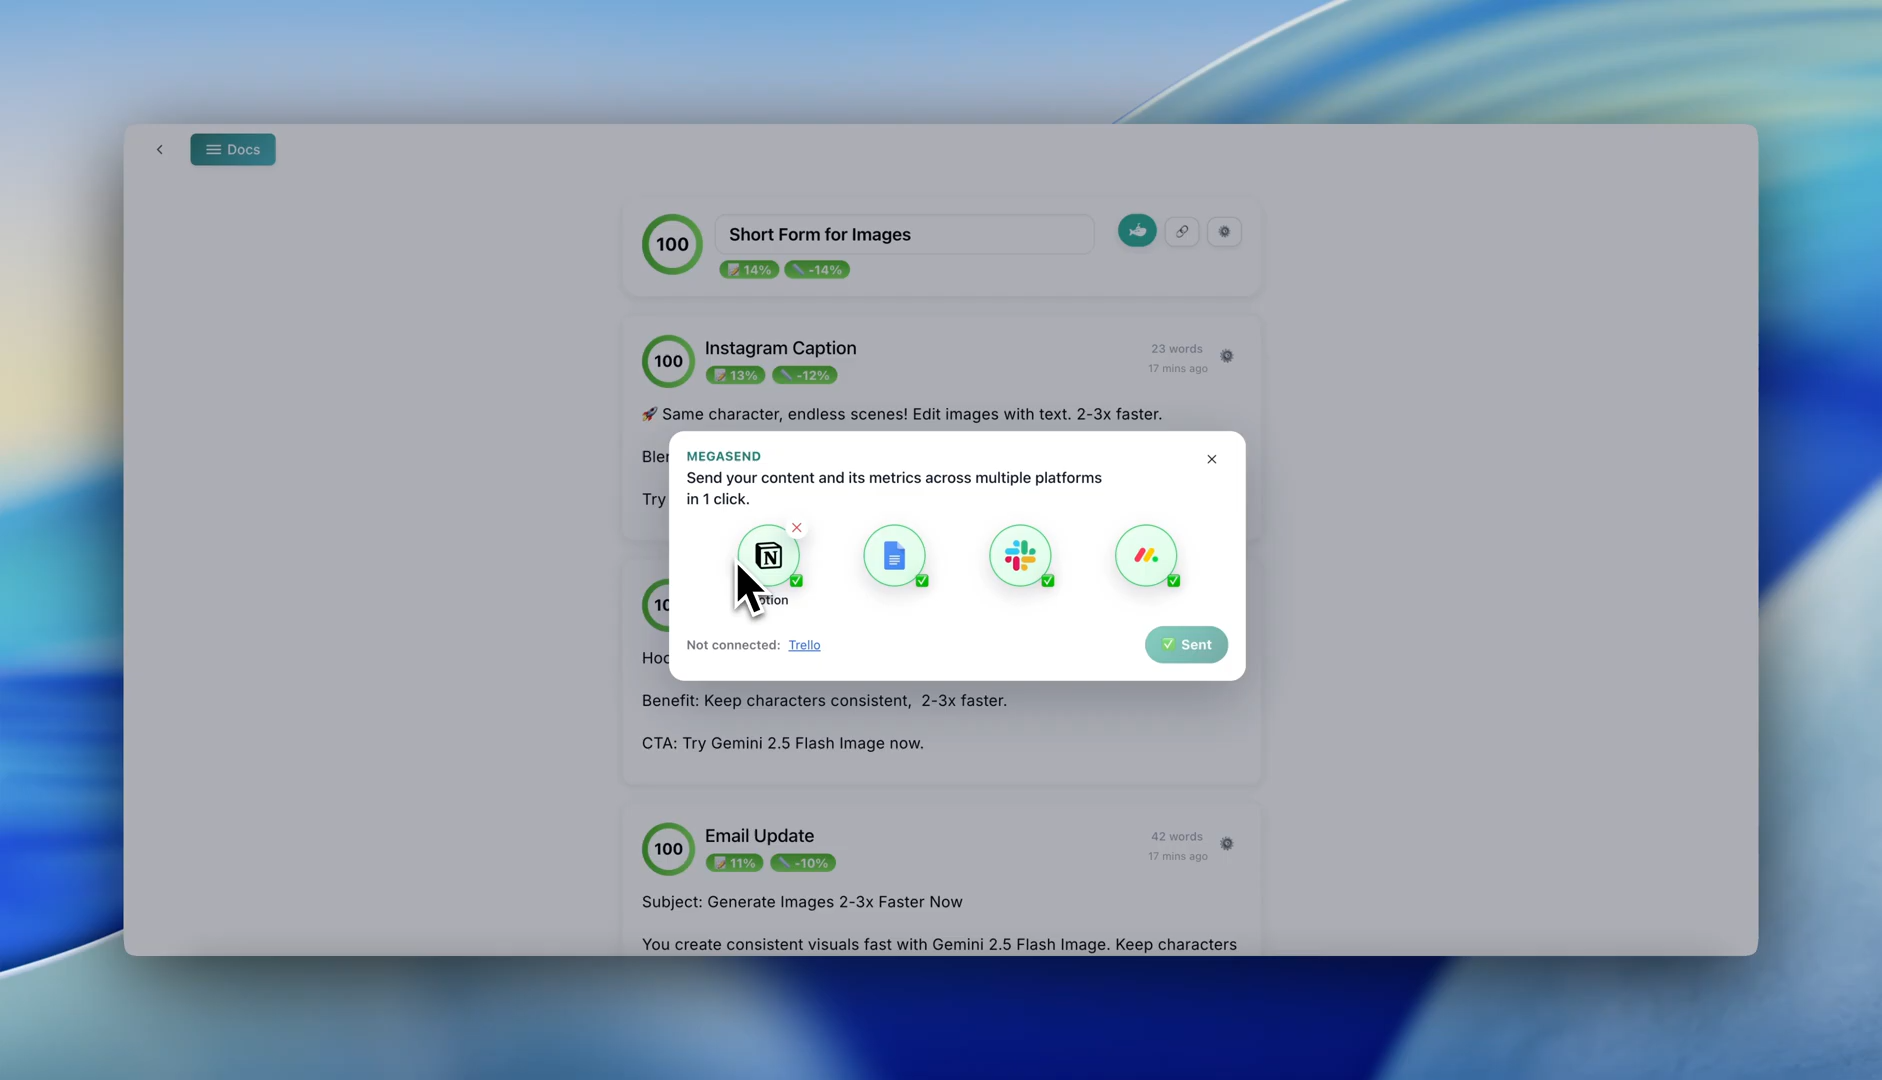 Docs
100
Short Form for Images
14% -14%
100
Instagram Caption
23 words
13% -12%
17 mins ago
Same character, endless scenes! Edit images with text. 2-3x faster.
MEGASEND
Send your content and its metrics across multiple platforms
in 1 click.
Try
Not connected: Trello
Sent
Benefit: Keep characters consistent, 2-3x faster.
CTA: Try Gemini 2.5 Flash Image now.
100
Email Update
42 words
11% -10%
17 mins ago
Subject: Generate Images 2-3x Faster Now
You create consistent visuals fast with Gemini 2.5 Flash Image. Keep characters